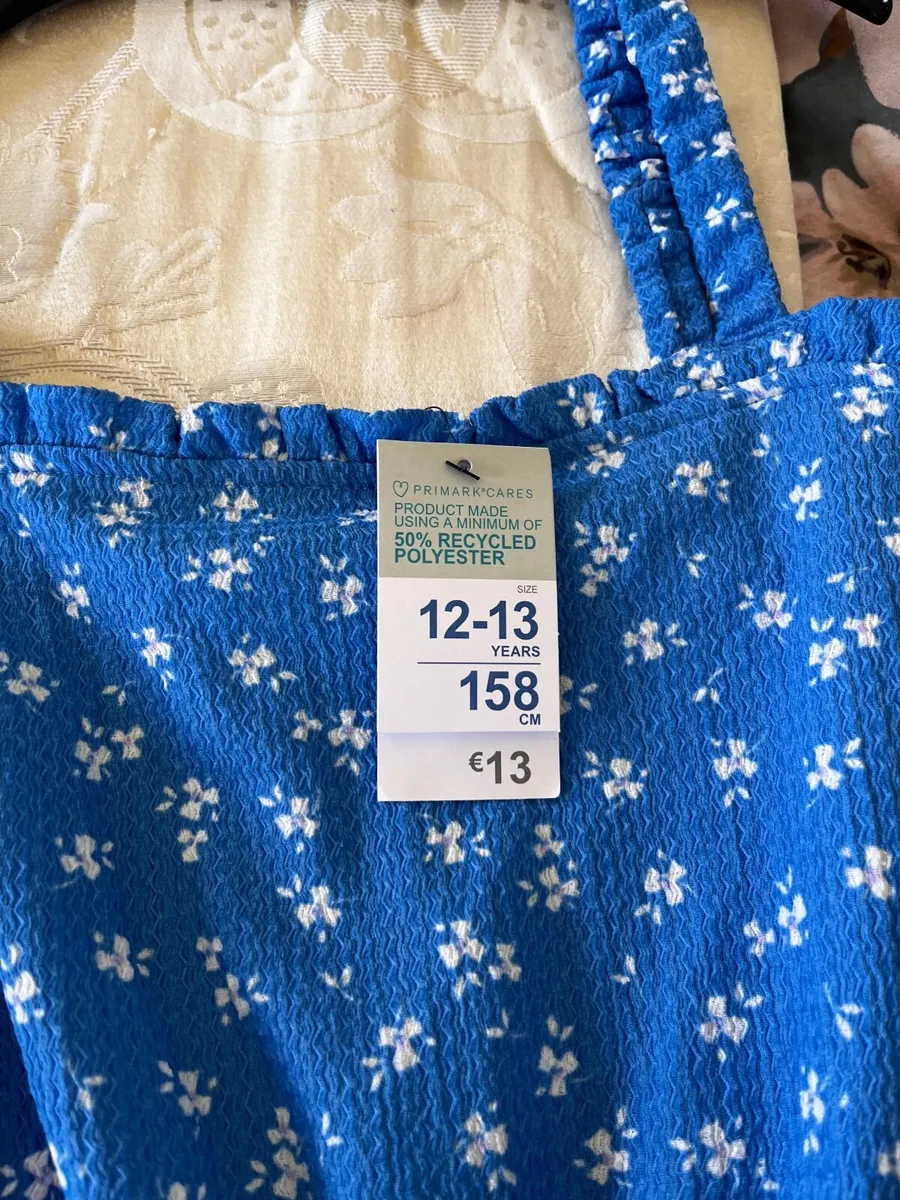 PRIMARK®CARES
PRODUCT MADE
USING A MINIMUM OF
50% RECYCLED
POLYESTER
SIZE
12-13
YEARS
158
CM
€13